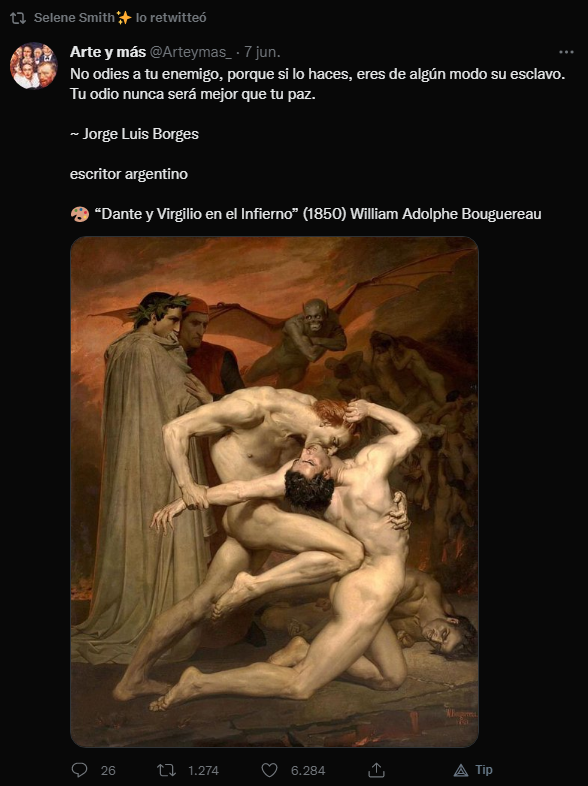 Selene Smith✨ lo retwitteó
Arte y más @Arteymas_ · 7 jun.
No odies a tu enemigo, porque si lo haces, eres de algún modo su esclavo.
Tu odio nunca será mejor que tu paz.
~ Jorge Luis Borges
escritor argentino
🎨 “Dante y Virgilio en el Infierno” (1850) William Adolphe Bouguereau
26
1.274
6.284
Tip